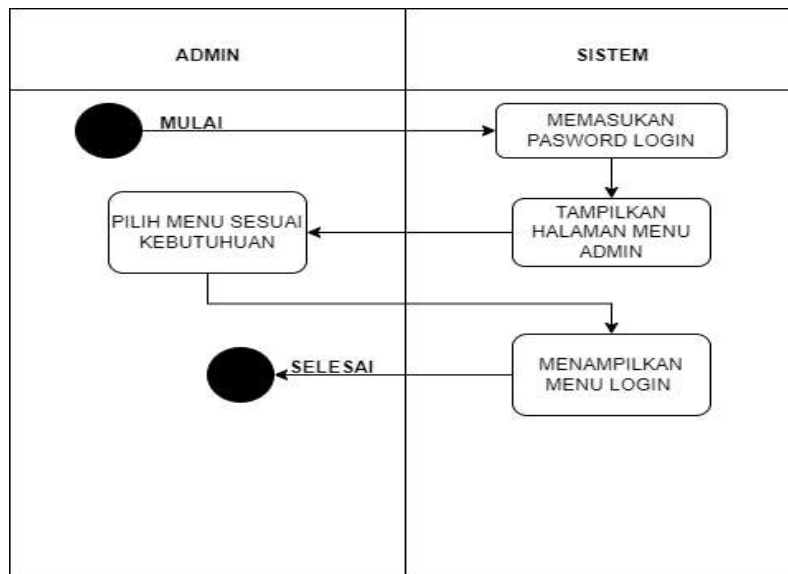 ADMIN
SISTEM
MULAI
MEMASUKAN
PASWORD LOGIN
PILIH MENU SESUAI
KEBUTUHUAN
TAMPILKAN
HALAMAN MENU
ADMIN
SELESAI
MENAMPILKAN
MENU LOGIN